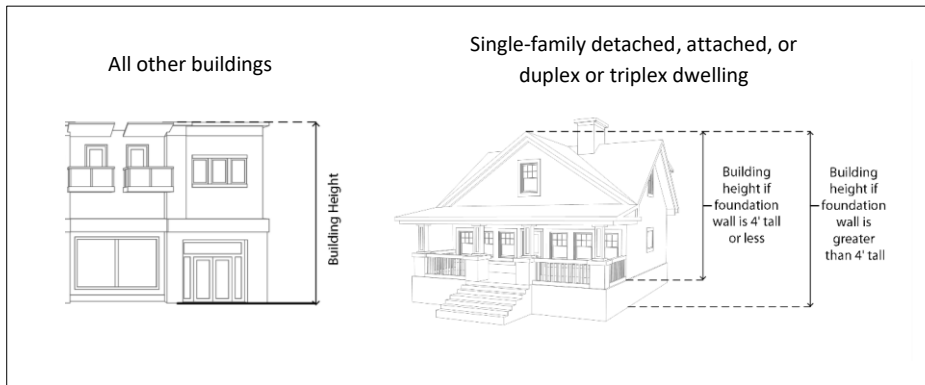 All other buildings
Single-family detached, attached, or
duplex or triplex dwelling
Building Height
Building
height if
foundation
wall is 4' tall
or less
Building
height if
foundation
wall is
greater
than 4' tall